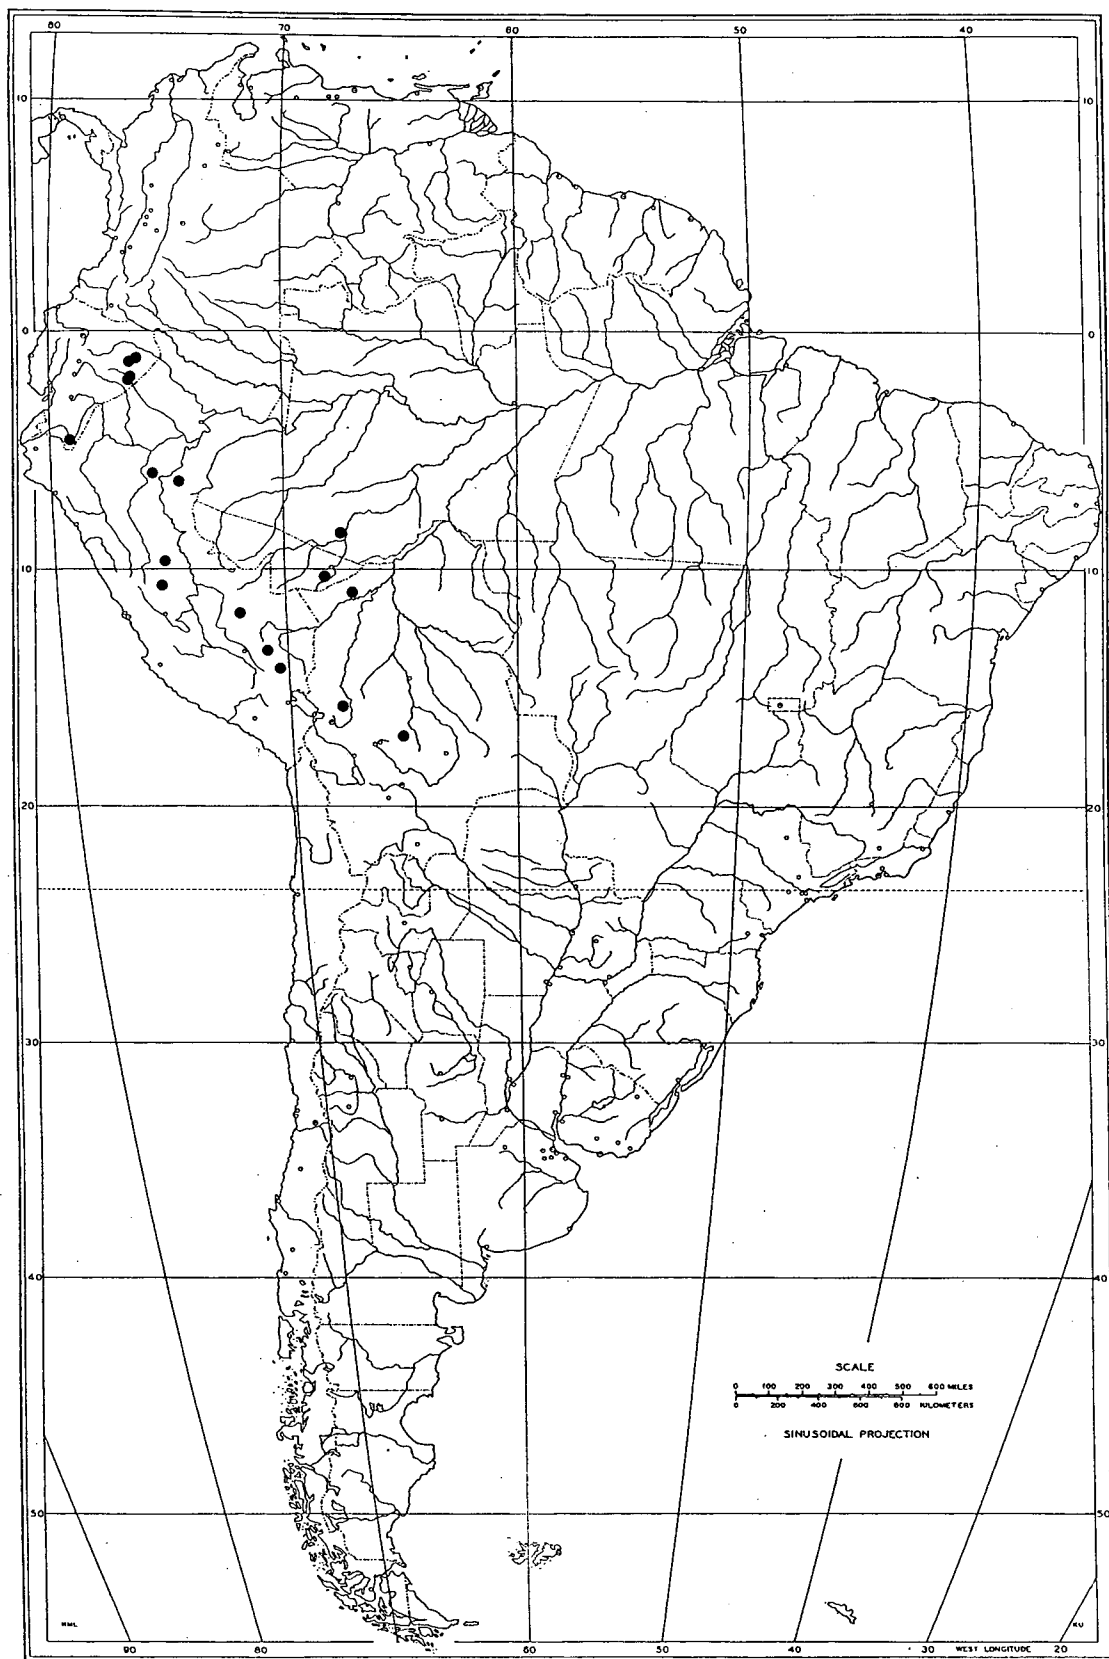 80 70 60 50 40
10 10
0 0
10 10
20 20
30 30
40 40
SCALE
0 100 200 300 400 500 600 MILES
0 200 400 600 800 KILOMETERS
SINUSOIDAL PROJECTION
50 50
RML KU
90 80 60 50 40 30 WEST LONGITUDE 20